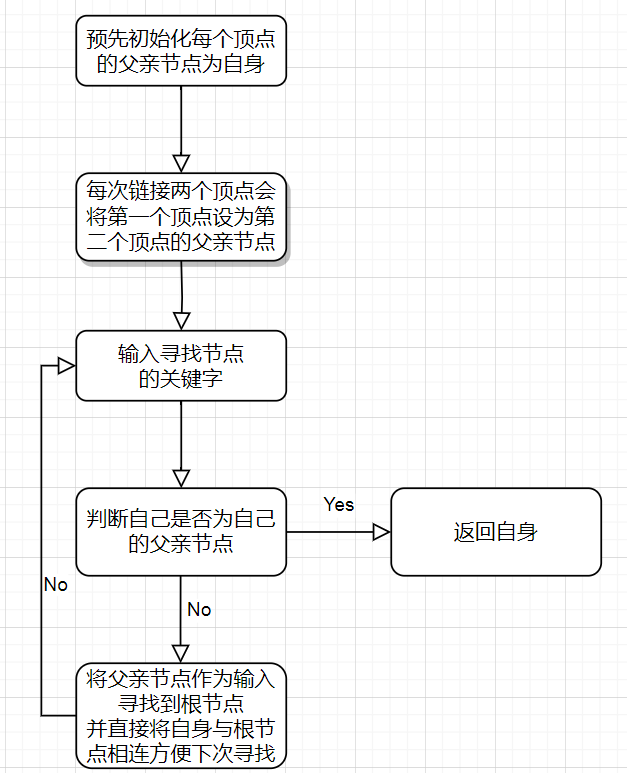 预先初始化每个顶点
的父亲节点为自身
每次链接两个顶点会
将第一个顶点设为第
二个顶点的父亲节点
输入寻找节点
的关键字
判断自己是否为自己
的父亲节点
Yes
返回自身
No
No
将父亲节点作为输入
寻找到根节点
并直接将自身与根节
点相连方便下次寻找